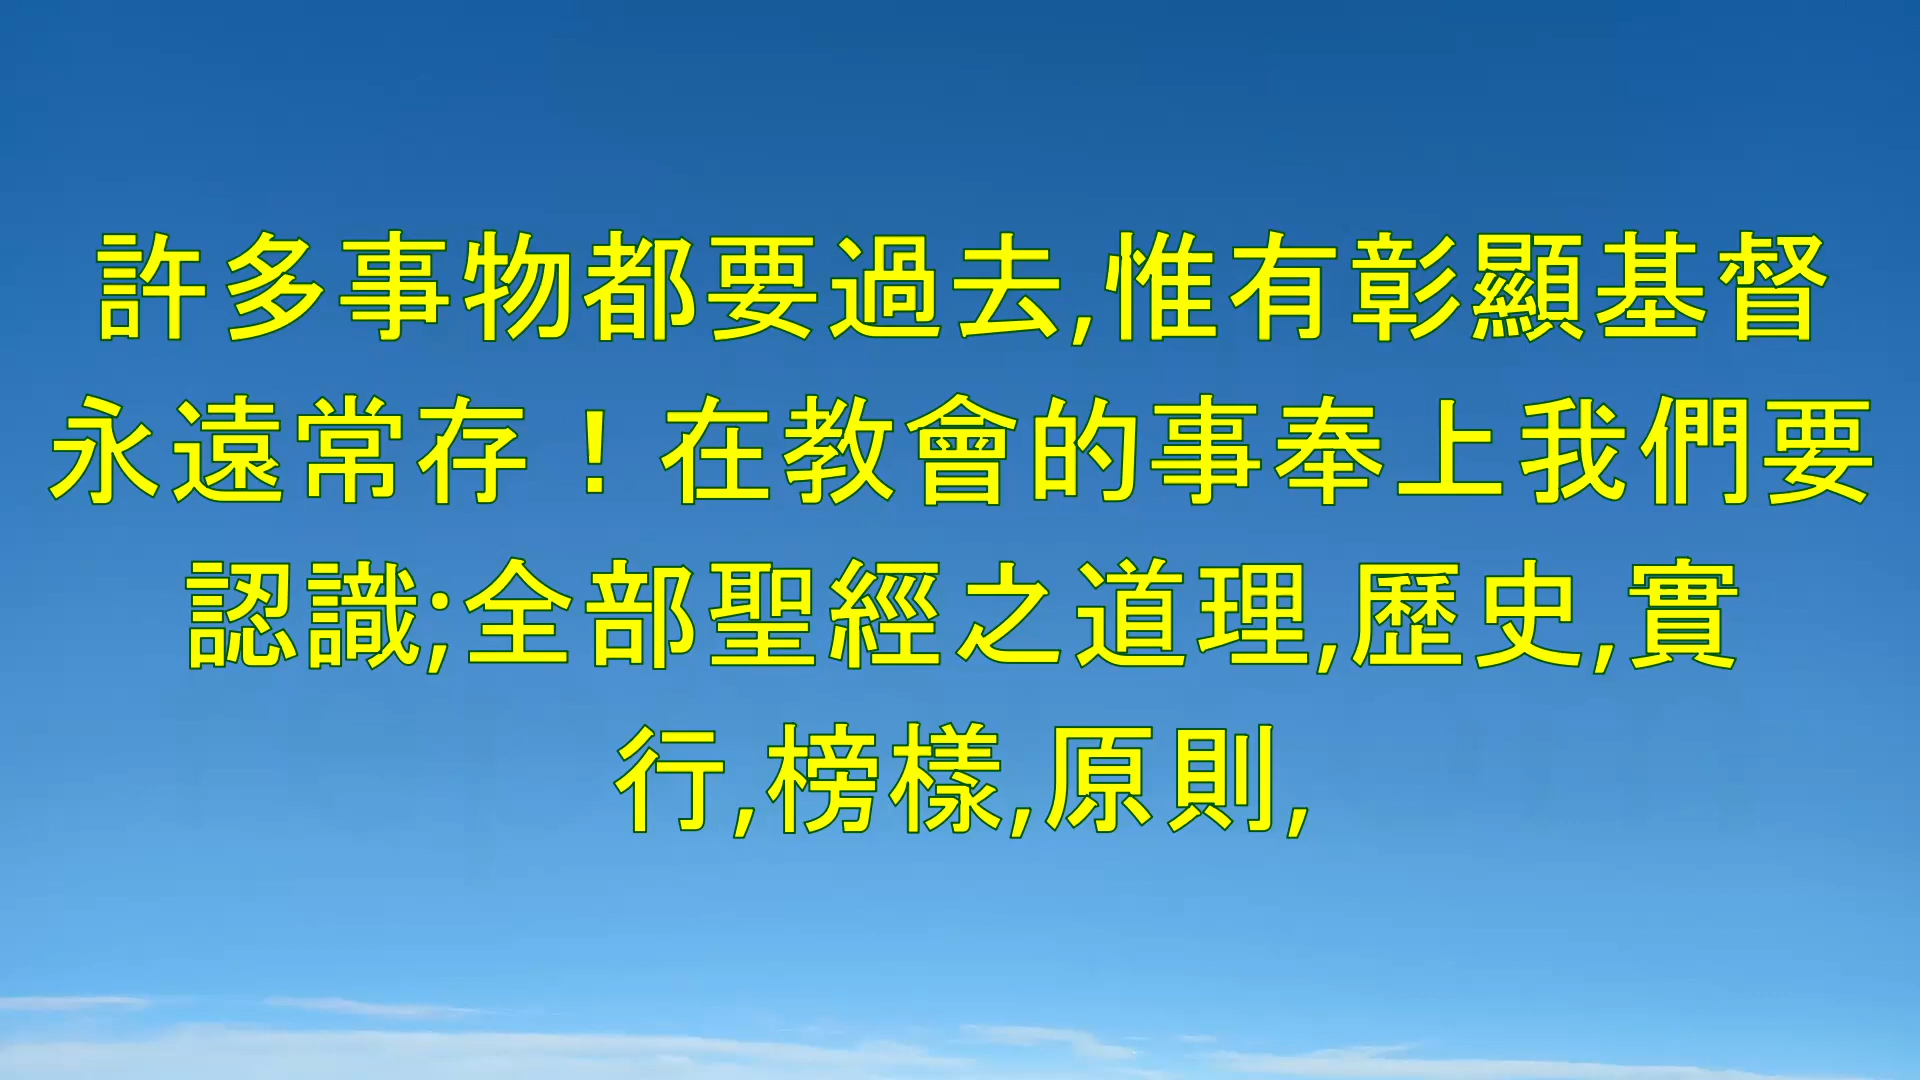 許多事物都要過去,惟有彰顯基督
永遠常存！在教會的事奉上我們要
認識;全部聖經之道理,歷史,實
行,榜樣,原則,